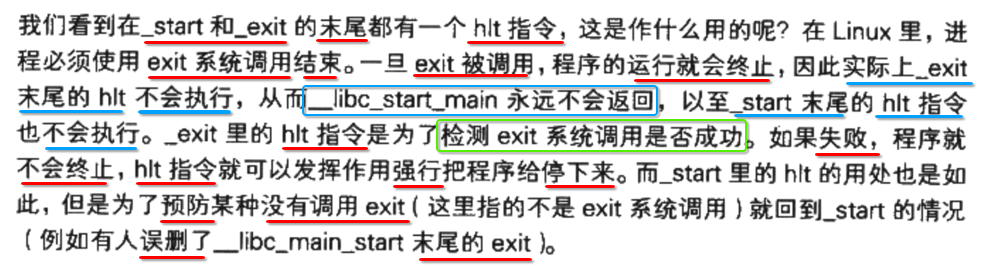 我们看到在_start 和_exit 的末尾都有一个 hlt 指令，这是作什么用的呢？在 Linux 里，进
程必须使用 exit 系统调用结束。一旦 exit 被调用，程序的运行就会终止，因此实际上_exit
末尾的 hlt 不会执行，从而__libc_start_main 永远不会返回，以至_start 末尾的 hlt 指令
也不会执行。_exit 里的 hlt 指令是为了检测 exit 系统调用是否成功。如果失败，程序就
不会终止，hlt 指令就可以发挥作用强行把程序给停下来。而_start 里的 hlt 的用处也是如
此，但是为了预防某种没有调用 exit（这里指的不是 exit 系统调用）就回到_start 的情况
（例如有人误删了__libc_main_start 末尾的 exit）。